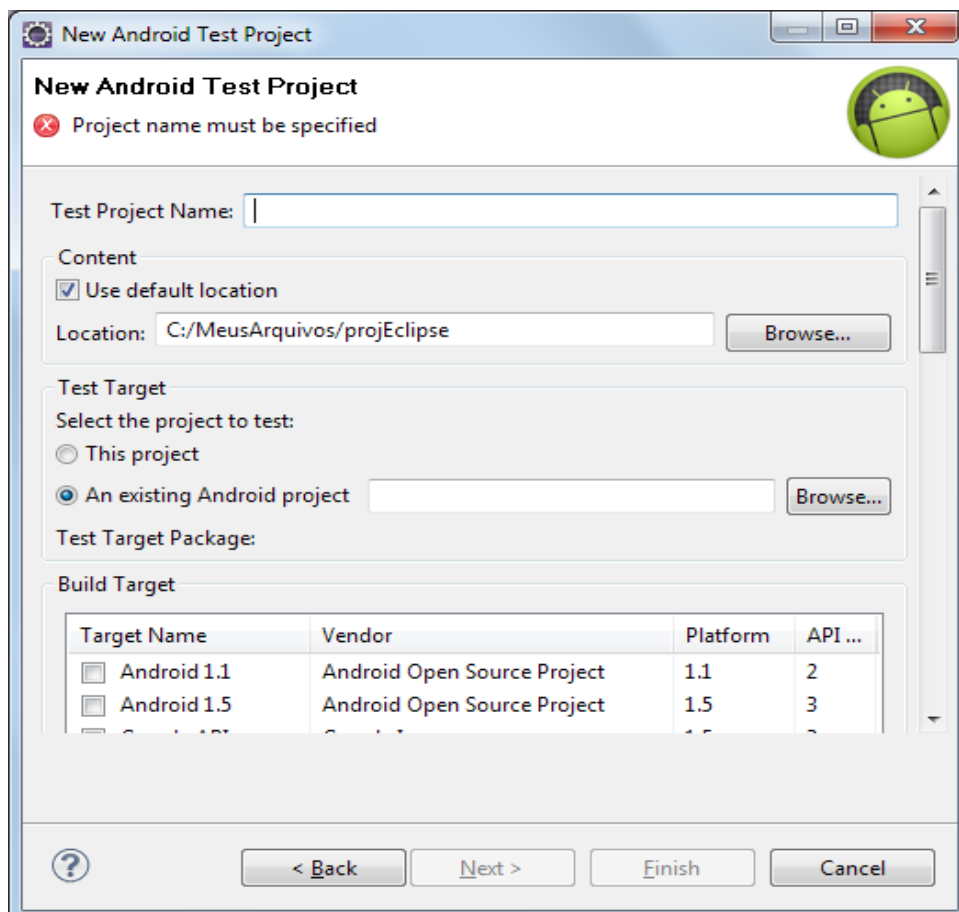 New Android Test Project
New Android Test Project
Project name must be specified
Test Project Name:
Content
Use default location
Location: C:/MeusArquivos/projEclipse Browse...
Test Target
Select the project to test:
This project
An existing Android project Browse...
Test Target Package:
Build Target
Target Name Vendor Platform API ...
Android 1.1 Android Open Source Project 1.1 2
Android 1.5 Android Open Source Project 1.5 3
? < Back Next > Finish Cancel